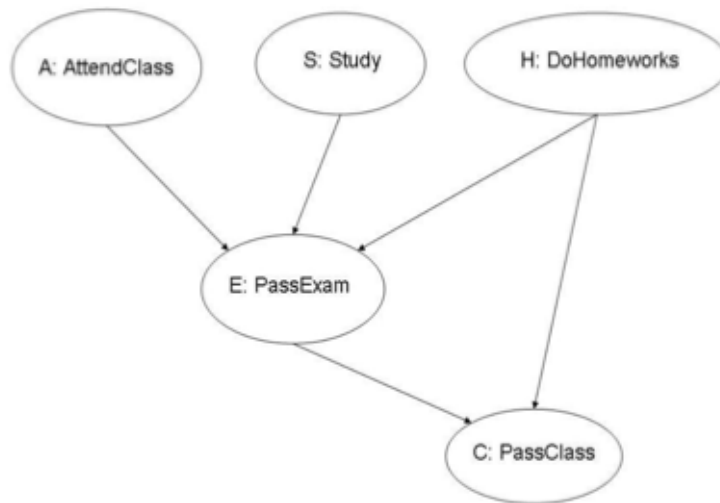 A: AttendClass
S: Study
H: DoHomeworks
E: PassExam
C: PassClass